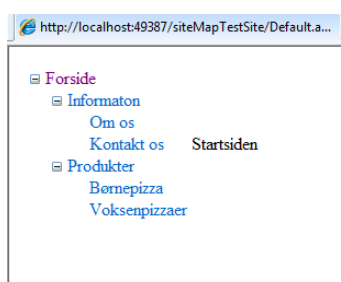 http://localhost:49387/siteMapTestSite/Default.a...
Forside
Informaton
Om os
Kontakt os Startsiden
Produkter
Børnepizza
Voksenpizzaer